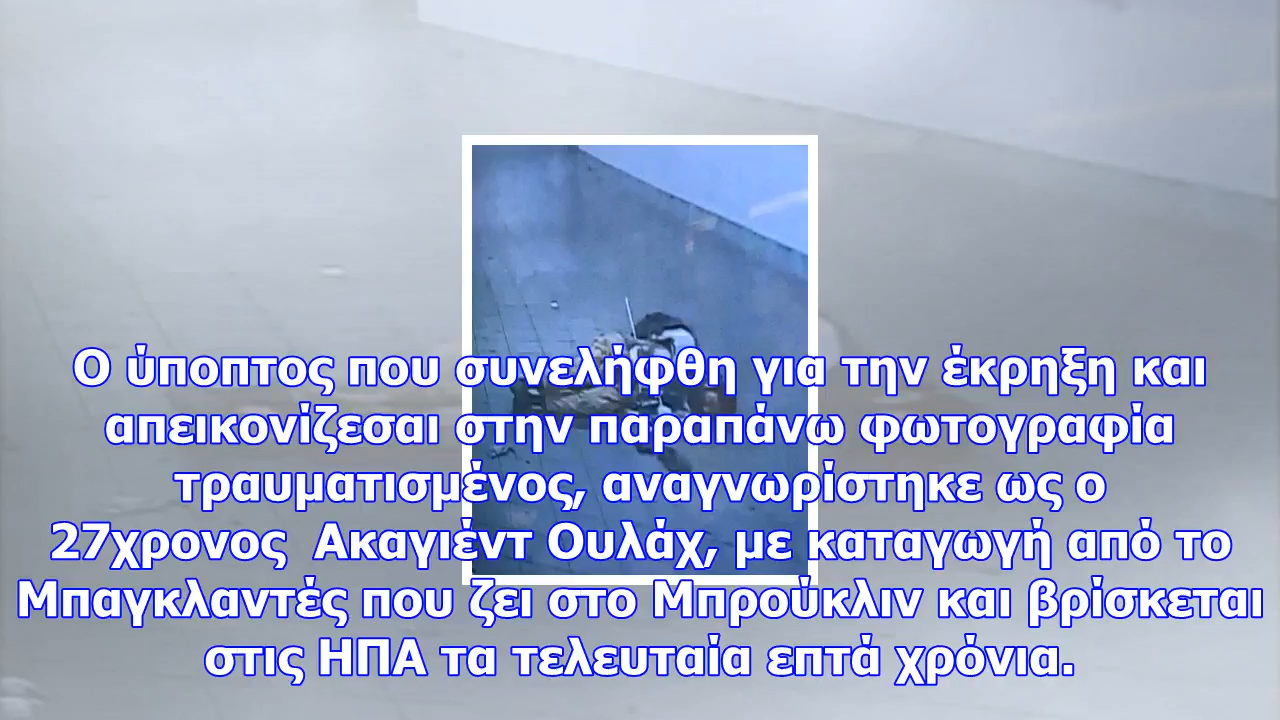 Ο ύποπτος που συνελήφθη για την έκρηξη και
απεικονίζεσαι στην παραπάνω φωτογραφία
τραυματισμένος, αναγνωρίστηκε ως ο
27χρονος  Ακαγιέντ Ουλάχ, με καταγωγή από το
Μπαγκλαντές που ζει στο Μπρούκλιν και βρίσκεται
στις ΗΠΑ τα τελευταία επτά χρόνια.